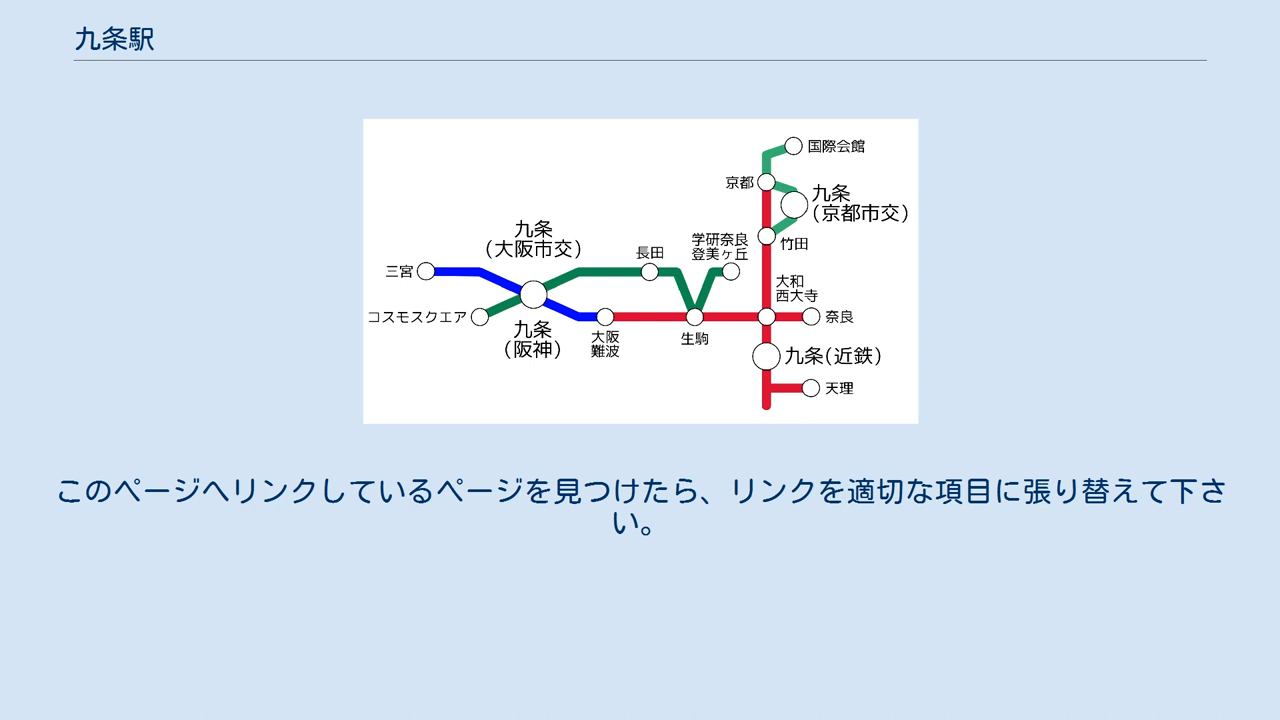 九条駅
国際会館
京都
九条
(京都市交)
九条
(大阪市交)
長田
学研奈良
登美ヶ丘
竹田
三宮
大和
西大寺
コスモスクエア
九条
(阪神)
大阪
難波
生駒
奈良
九条(近鉄)
天理
このページへリンクしているページを見つけたら、リンクを適切な項目に張り替えて下さ
い。